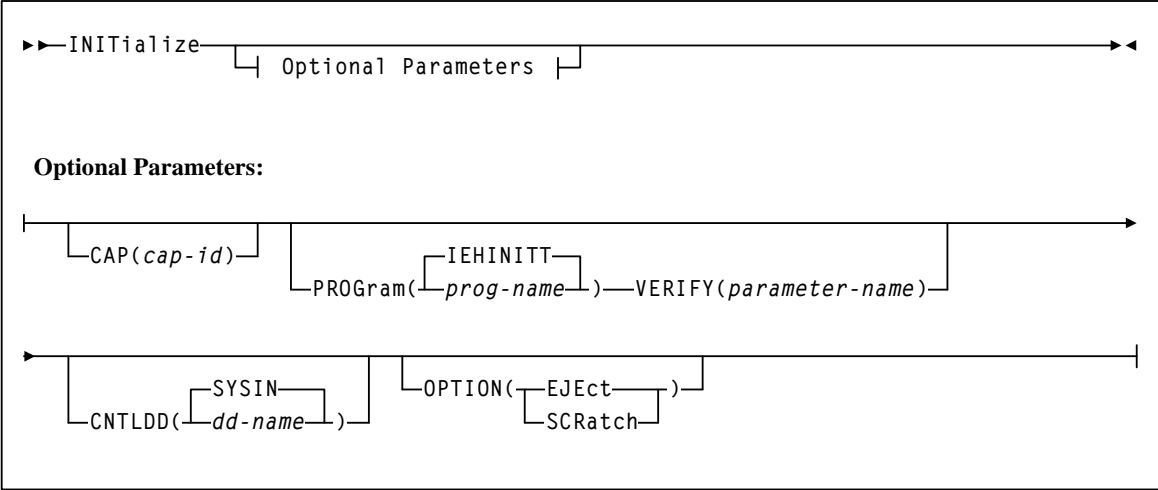 INITialize
Optional Parameters
Optional Parameters:
CAP(cap-id)
IEHINITT
PROGram( prog-name ) VERIFY(parameter-name)
SYSIN
CNTLDD( dd-name )
OPTION( EJEct )
SCRatch